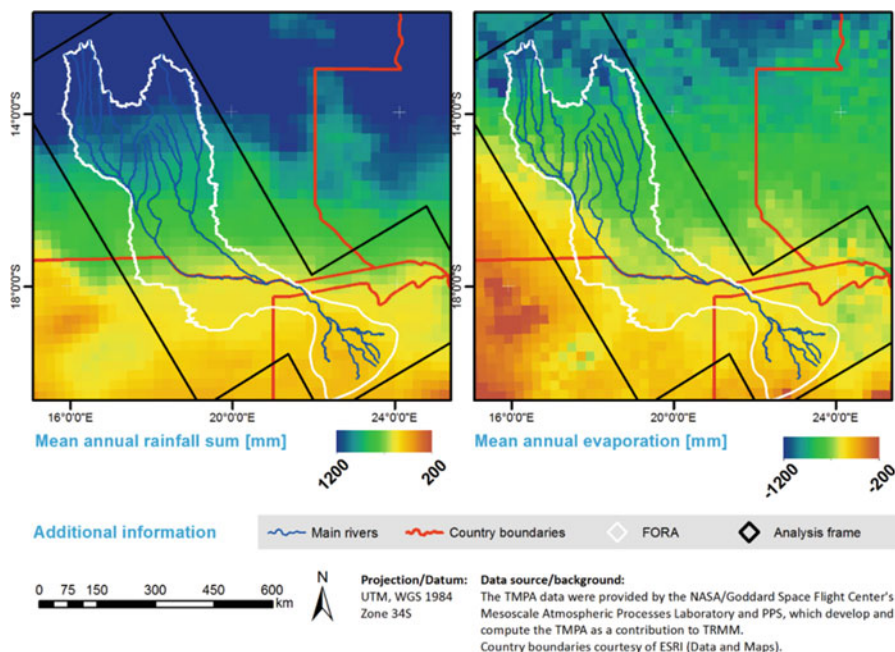 14°0'0"S
18°0'0"S
16°0'0"E
20°0'0"E
24°0'0"E
Mean annual rainfall sum [mm]
1200
200
14°0'0"S
18°0'0"S
16°0'0"E
20°0'0"E
24°0'0"E
Mean annual evaporation [mm]
-1200
-200
Additional information
Main rivers
Country boundaries
FORA
Analysis frame
0 75 150 300 450 600
km
N
Projection/Datum:
UTM, WGS 1984
Zone 34S
Data source/background:
The TMPA data were provided by the NASA/Goddard Space Flight Center's
Mesoscale Atmospheric Processes Laboratory and PPS, which develop and
compute the TMPA as a contribution to TRMM.
Country boundaries courtesy of ESRI (Data and Maps).